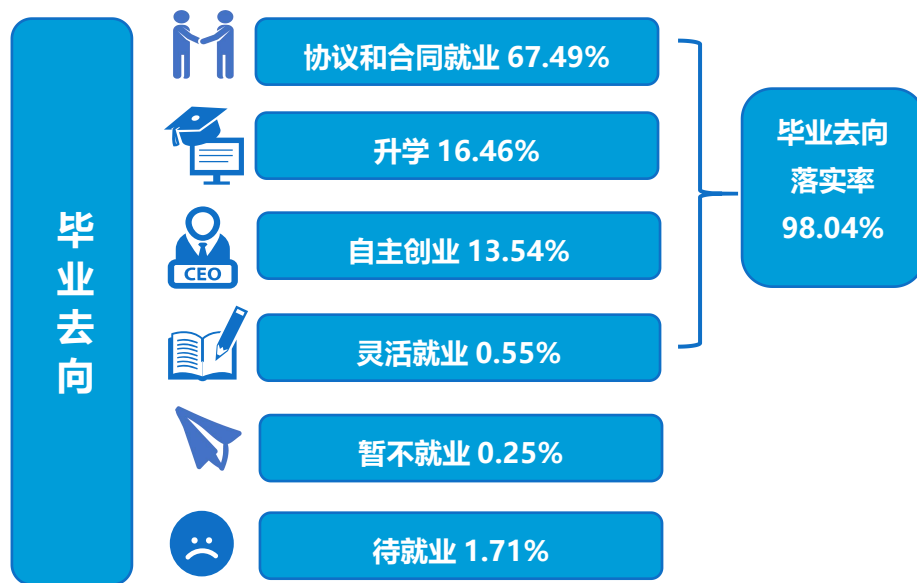 毕业去向
协议和合同就业 67.49%
升学 16.46%
CEO
自主创业 13.54%
灵活就业 0.55%
暂不就业 0.25%
待就业 1.71%
毕业去向
落实率
98.04%